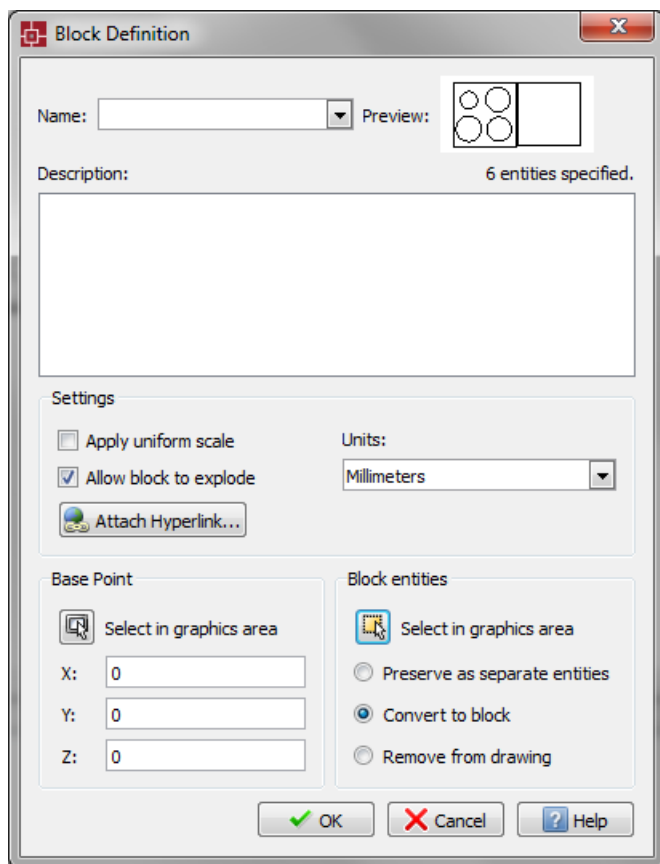 Block Definition
Name: Preview:
Description: 6 entities specified.
Settings
Apply uniform scale Units:
Allow block to explode Millimeters
Attach Hyperlink...
Base Point Block entities
Select in graphics area Select in graphics area
X: 0 Preserve as separate entities
Y: 0 Convert to block
Z: 0 Remove from drawing
OK Cancel ? Help